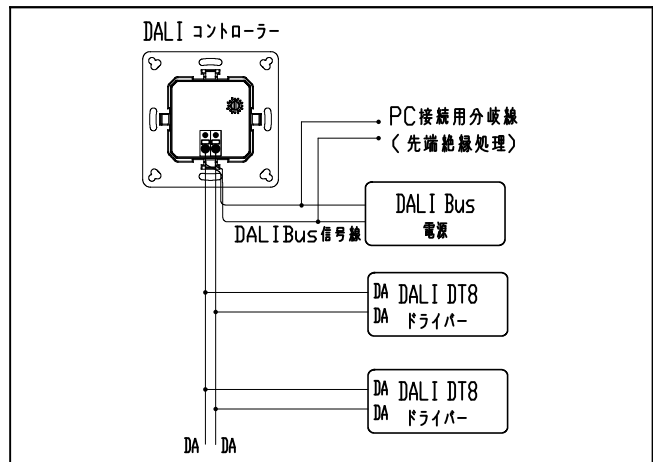 DALI コントローラー
PC接続用分岐線
(先端絶縁処理)
DALI Bus
電源
DALIBus信号線
DA DALI DT8
DA ドライバー
DA DALI DT8
DA ドライバー
DA DA